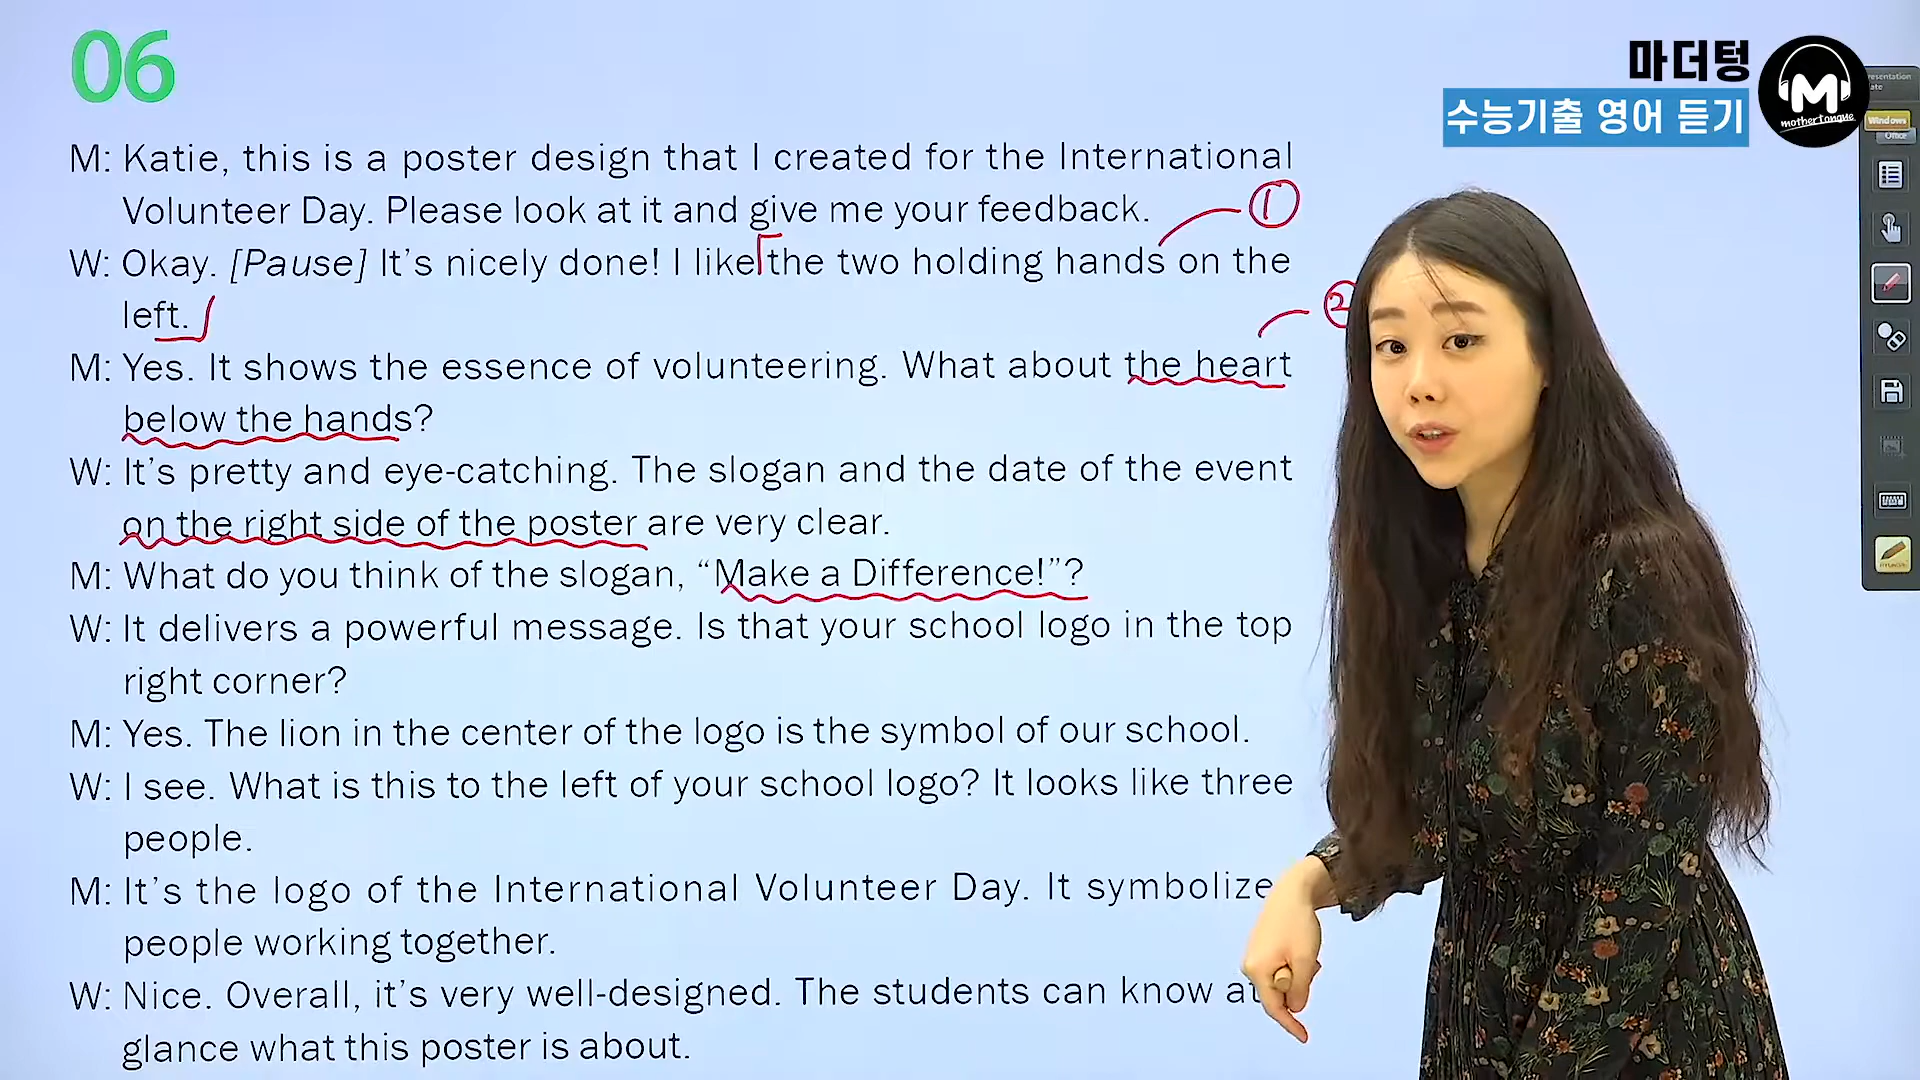 06
마더텅
수능기출 영어 듣기
M
mothertongue
Presentation
Windows
Office
M: Katie, this is a poster design that I created for the International
Volunteer Day. Please look at it and give me your feedback.
①
W: Okay. [Pause] It's nicely done! I like the two holding hands on the
left.
②
M: Yes. It shows the essence of volunteering. What about the heart
below the hands?
W: It's pretty and eye-catching. The slogan and the date of the event
on the right side of the poster are very clear.
M: What do you think of the slogan, “Make a Difference!”?
W: It delivers a powerful message. Is that your school logo in the top
right corner?
M: Yes. The lion in the center of the logo is the symbol of our school.
W: I see. What is this to the left of your school logo? It looks like three
people.
M: It's the logo of the International Volunteer Day. It symbolize
people working together.
W: Nice. Overall, it's very well-designed. The students can know at
glance what this poster is about.